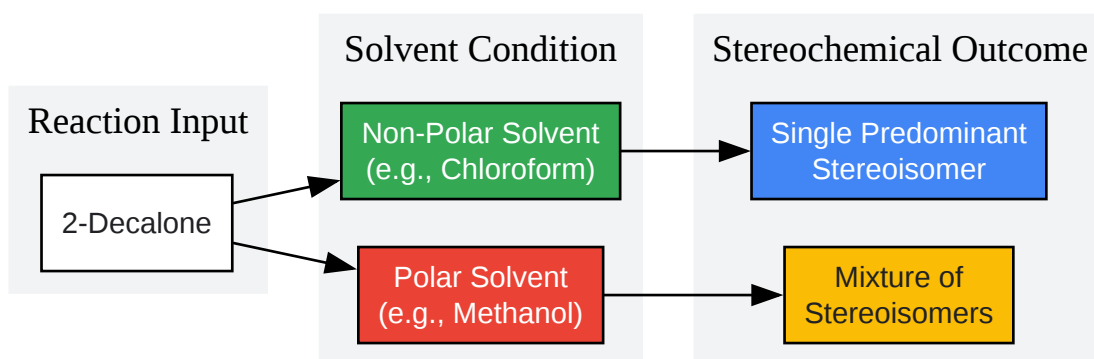 Reaction Input
2-Decalone
Solvent Condition
Non-Polar Solvent
(e.g., Chloroform)
Polar Solvent
(e.g., Methanol)
Stereochemical Outcome
Single Predominant
Stereoisomer
Mixture of
Stereoisomers